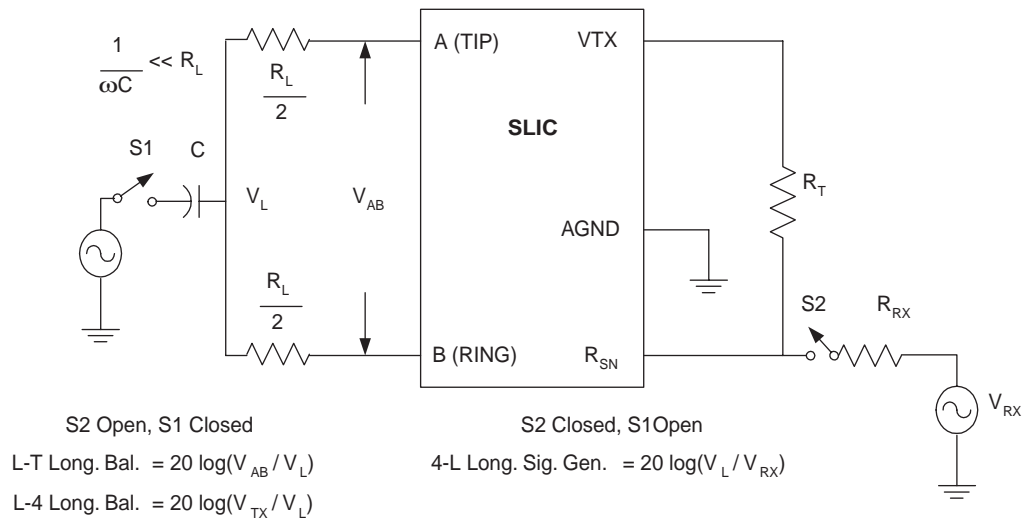 1
ωC
<< R_L
R_L
2
A (TIP)
VTX
SLIC
S1
C
V_L
V_AB
R_T
AGND
R_L
2
S2
R_RX
B (RING)
R_SN
V_RX
S2 Open, S1 Closed
S2 Closed, S1Open
L-T Long. Bal. = 20 log(V_AB / V_L)
4-L Long. Sig. Gen. = 20 log(V_L / V_RX)
L-4 Long. Bal. = 20 log(V_TX / V_L)